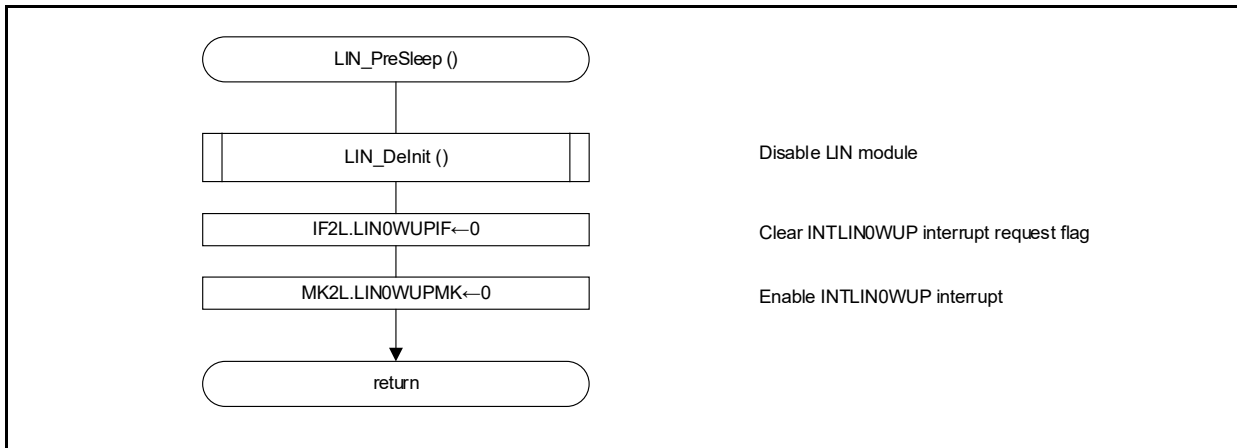 LIN_PreSleep ()
LIN_DeInit ()
Disable LIN module
IF2L.LIN0WUPIF←0
Clear INTLIN0WUP interrupt request flag
MK2L.LIN0WUPMK←0
Enable INTLIN0WUP interrupt
return